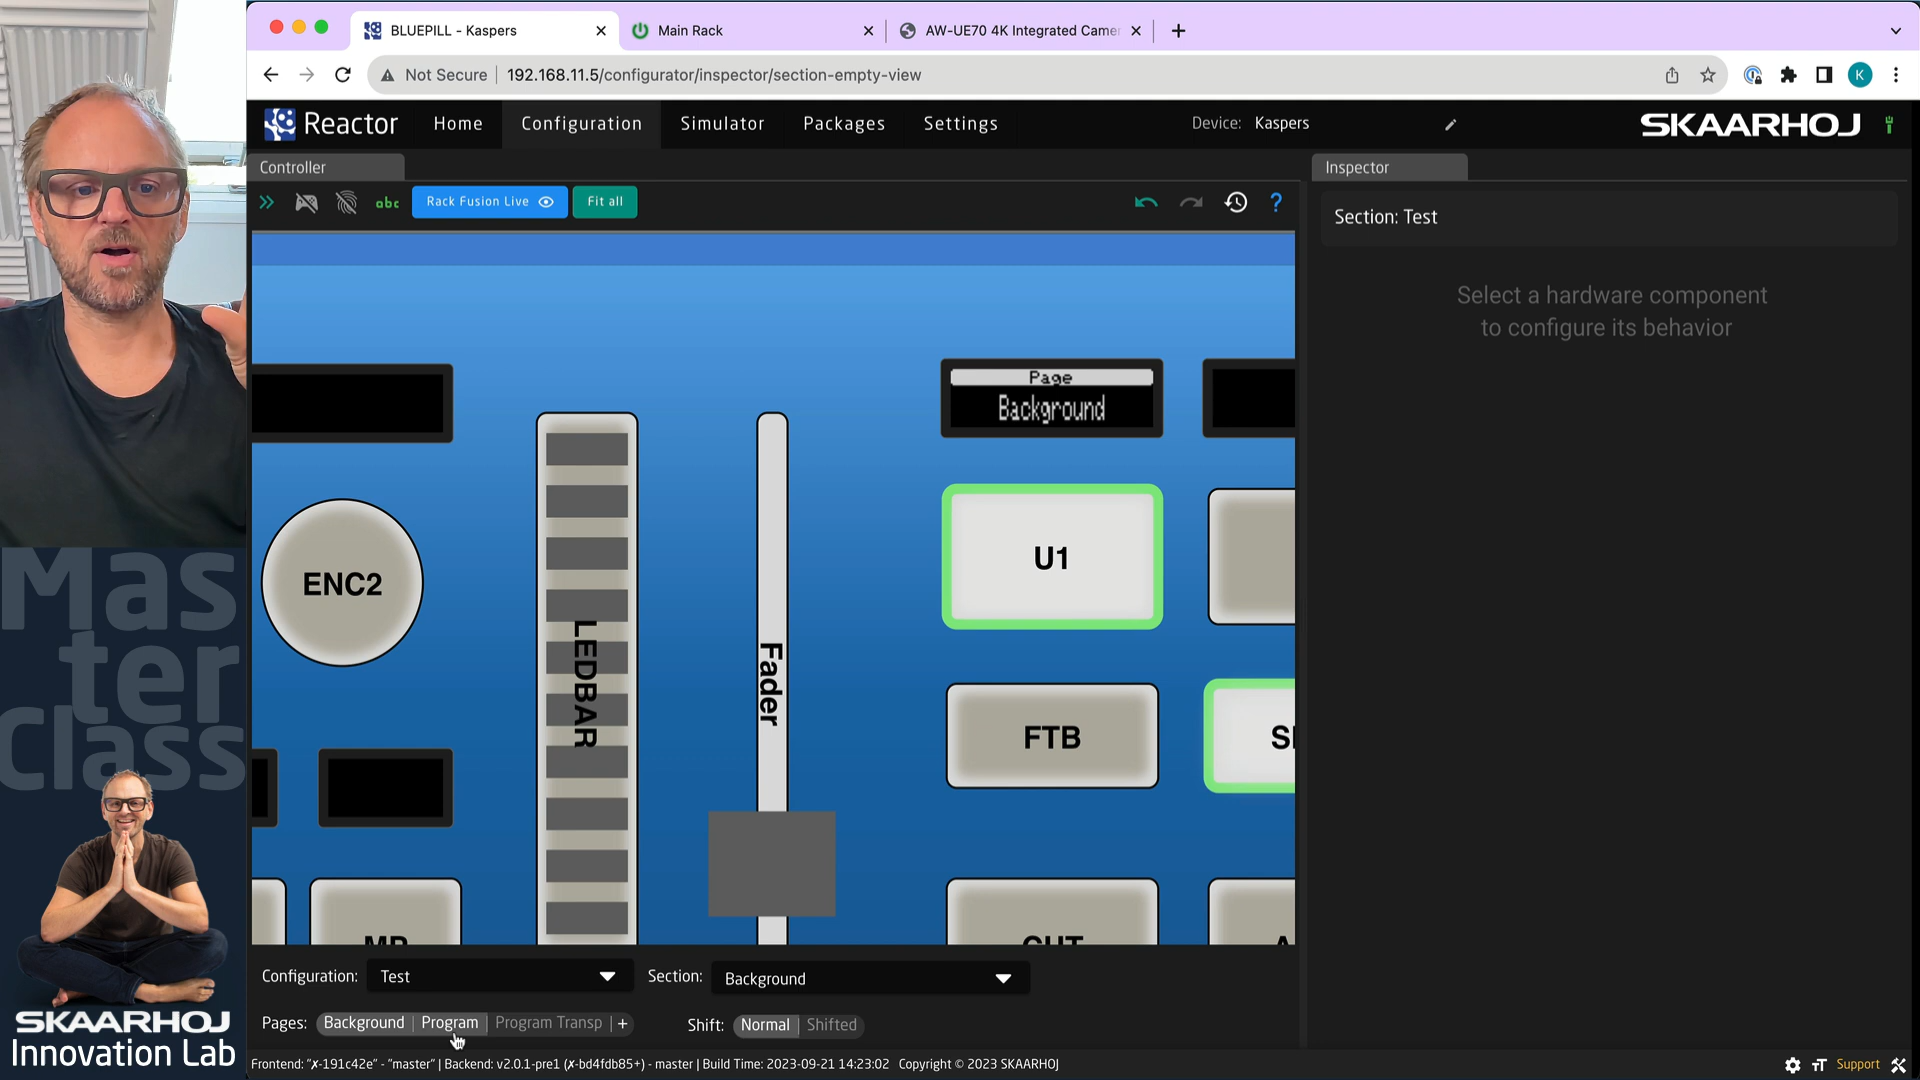 BLUEPILL - Kaspers
Main Rack
AW-UE70 4K Integrated Camer
Not Secure
192.168.11.5/configurator/inspector/section-empty-view
K
Reactor
Home
Configuration
Simulator
Packages
Settings
Device: Kaspers
SKAARHOJ
Controller
Inspector
abc
Rack Fusion Live
Fit all
?
Section: Test
Select a hardware component
to configure its behavior
Page
Background
ENC2
LEDBAR
Fader
U1
FTB
MP
CUT
Configuration: Test
Section: Background
Pages: Background Program Program Transp +
Shift: Normal Shifted
Frontend: "✗-191c42e" - "master" | Backend: v2.0.1-pre1 (✗-bd4fdb85+) - master | Build Time: 2023-09-21 14:23:02 Copyright © 2023 SKAARHOJ
Support
Mas
ter
Class
SKAARHOJ
Innovation Lab